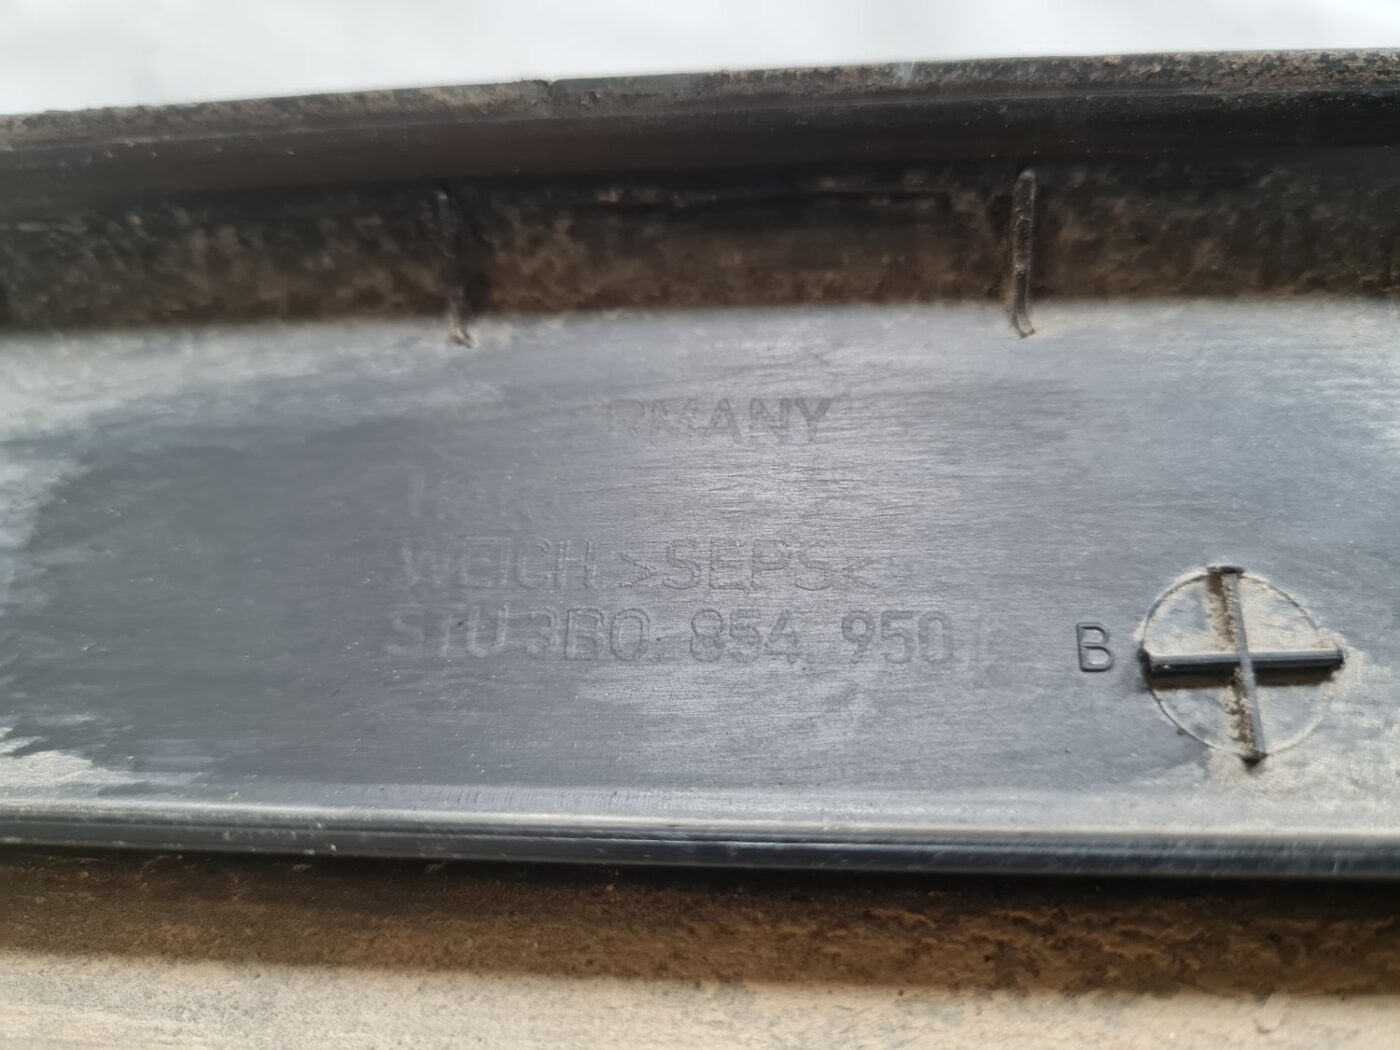 RMANY
WEICH >SEPS<
STU 3B0. 854. 950
B